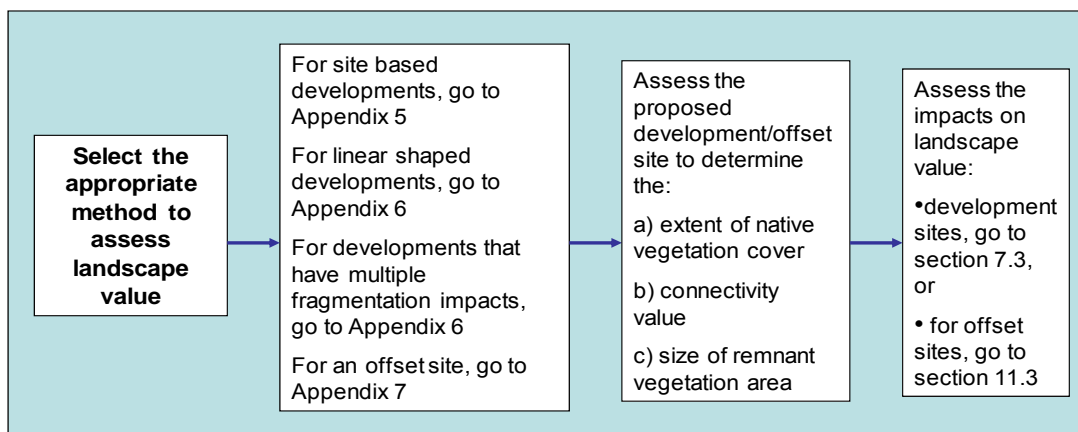 Select the
appropriate
method to
assess
landscape
value
For site based
developments, go to
Appendix 5
For linear shaped
developments, go to
Appendix 6
For developments that
have multiple
fragmentation impacts,
go to Appendix 6
For an offset site, go to
Appendix 7
Assess the
proposed
development/offset
site to determine
the:
a) extent of native
vegetation cover
b) connectivity
value
c) size of remnant
vegetation area
Assess the
impacts on
landscape
value:
•development
sites, go to
section 7.3,
or
• for offset
sites, go to
section 11.3